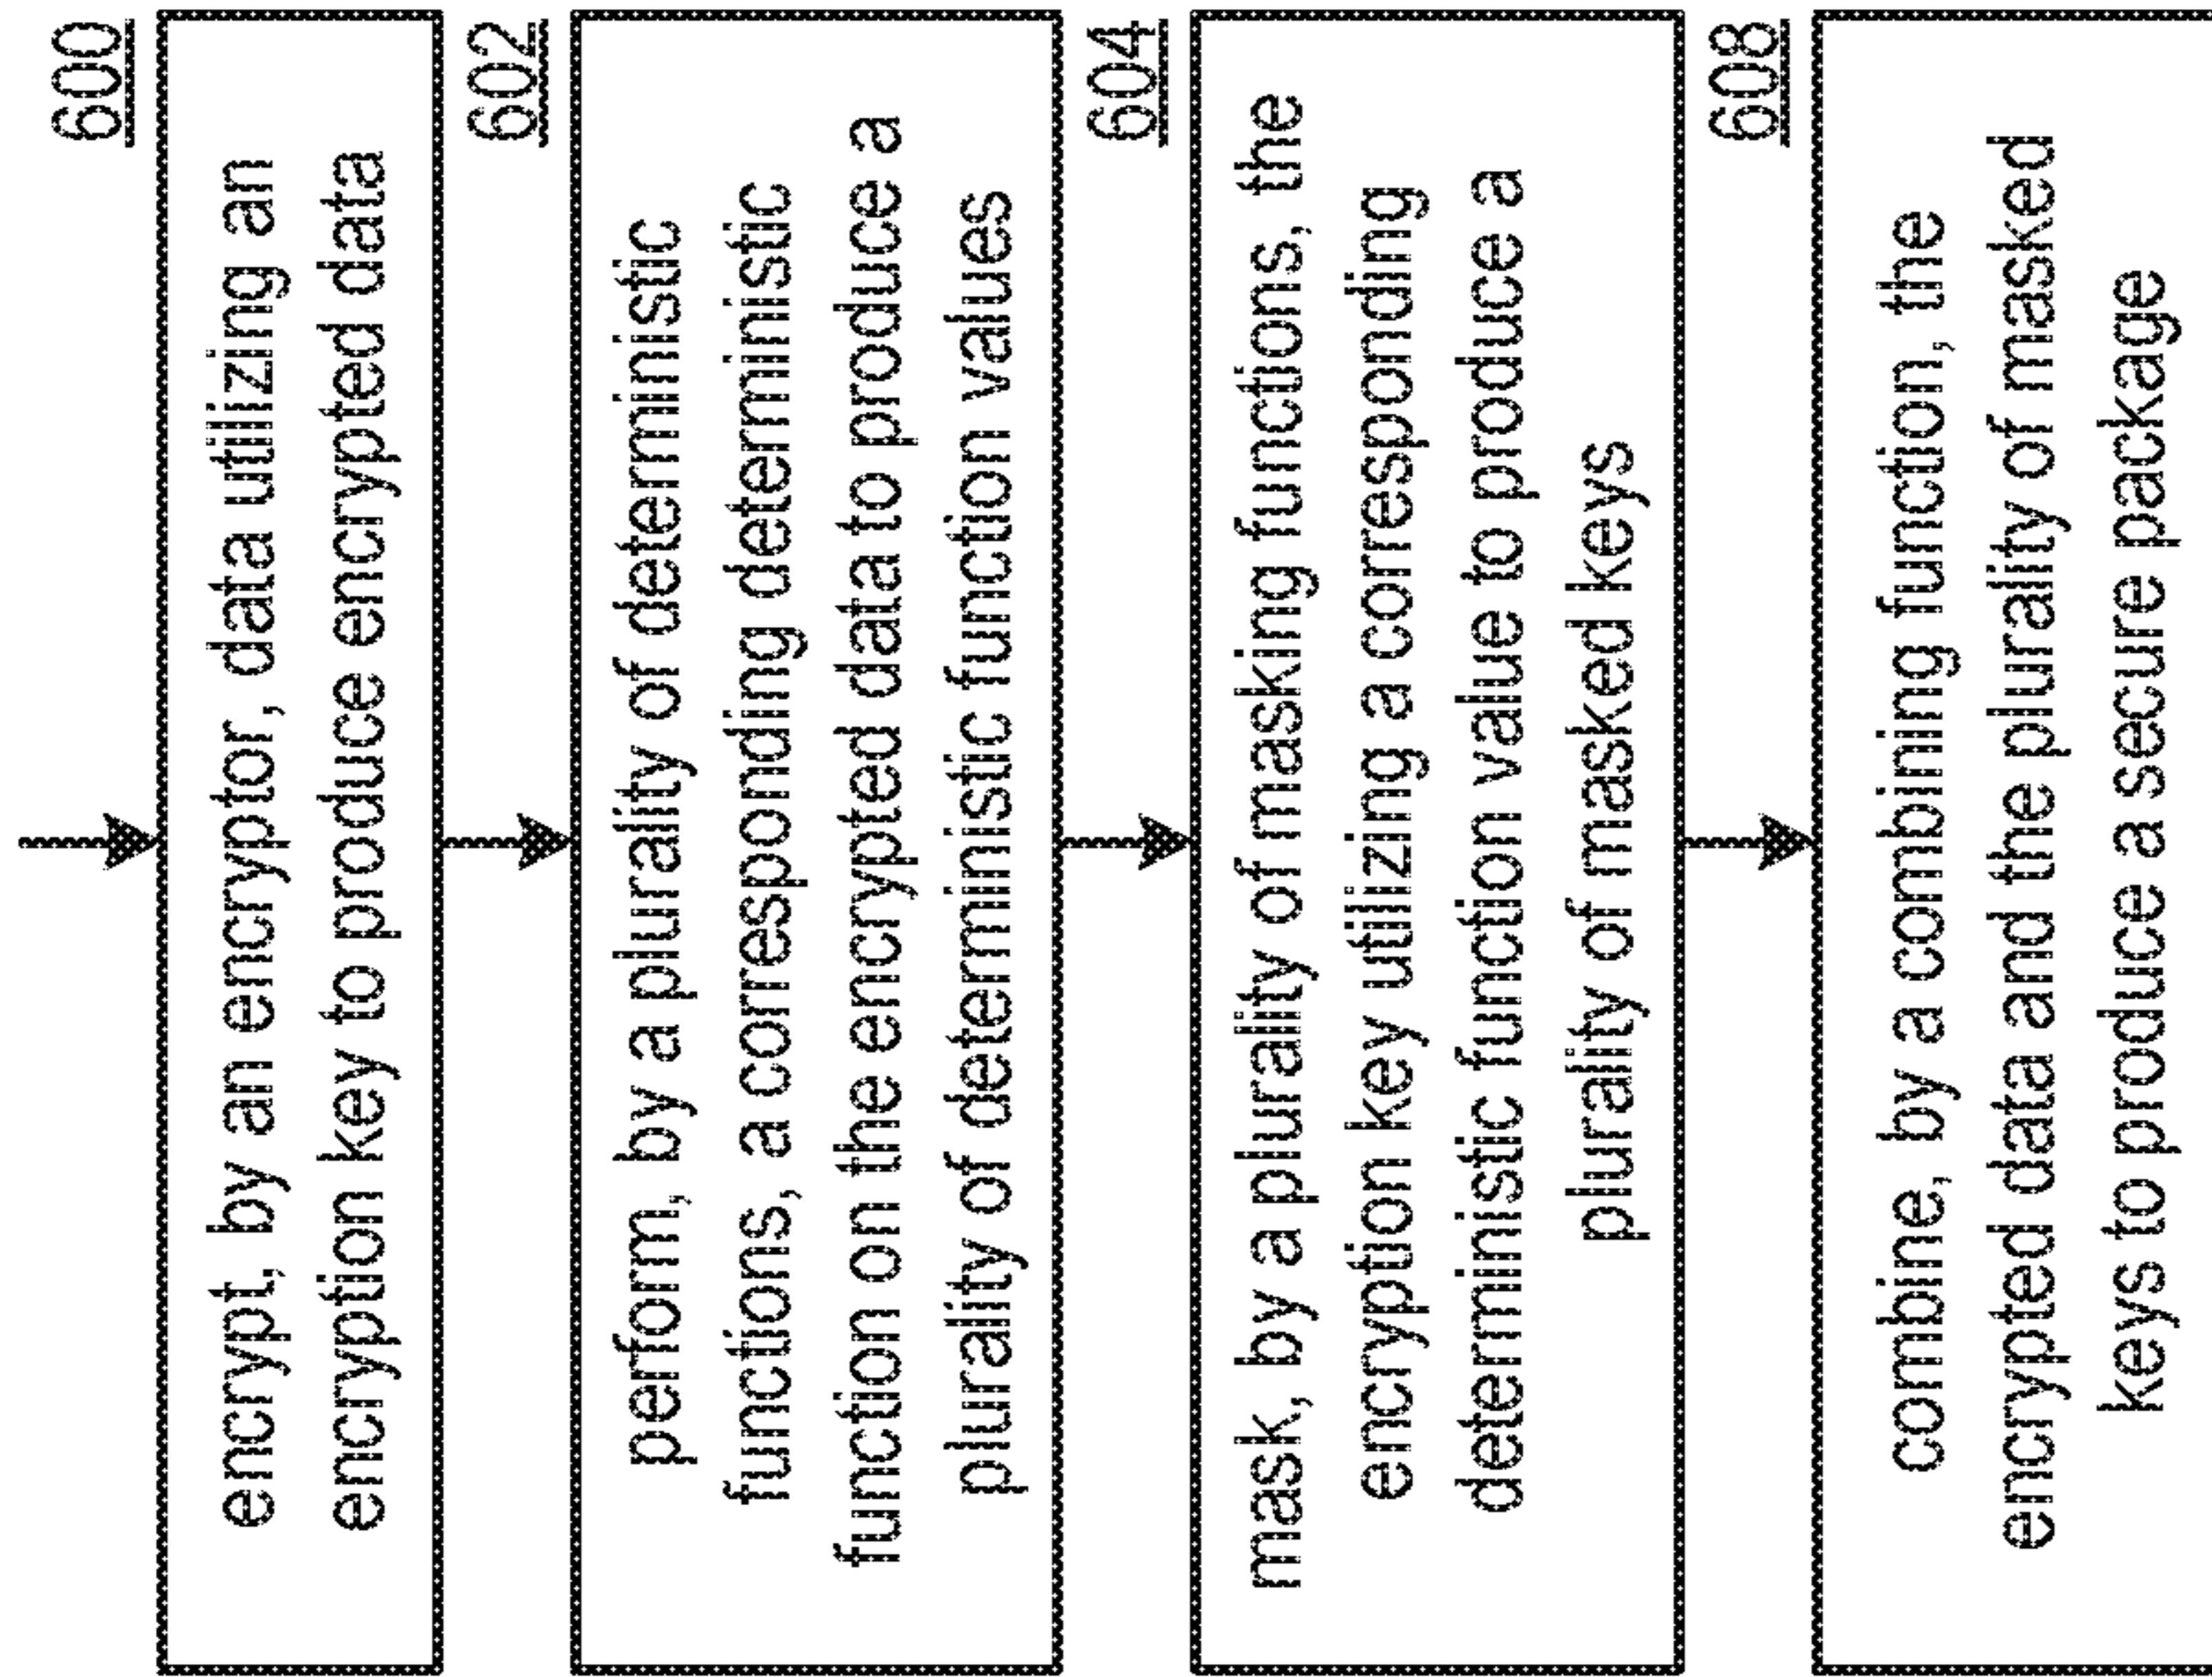 600
encrypt, by an encryptor, data utilizing an
encryption key to produce encrypted data
602
perform, by a plurality of deterministic
functions, a corresponding deterministic
function on the encrypted data to produce a
plurality of deterministic function values
604
mask, by a plurality of masking functions, the
encryption key utilizing a corresponding
deterministic function value to produce a
plurality of masked keys
608
combine, by a combining function, the
encrypted data and the plurality of masked
keys to produce a secure package